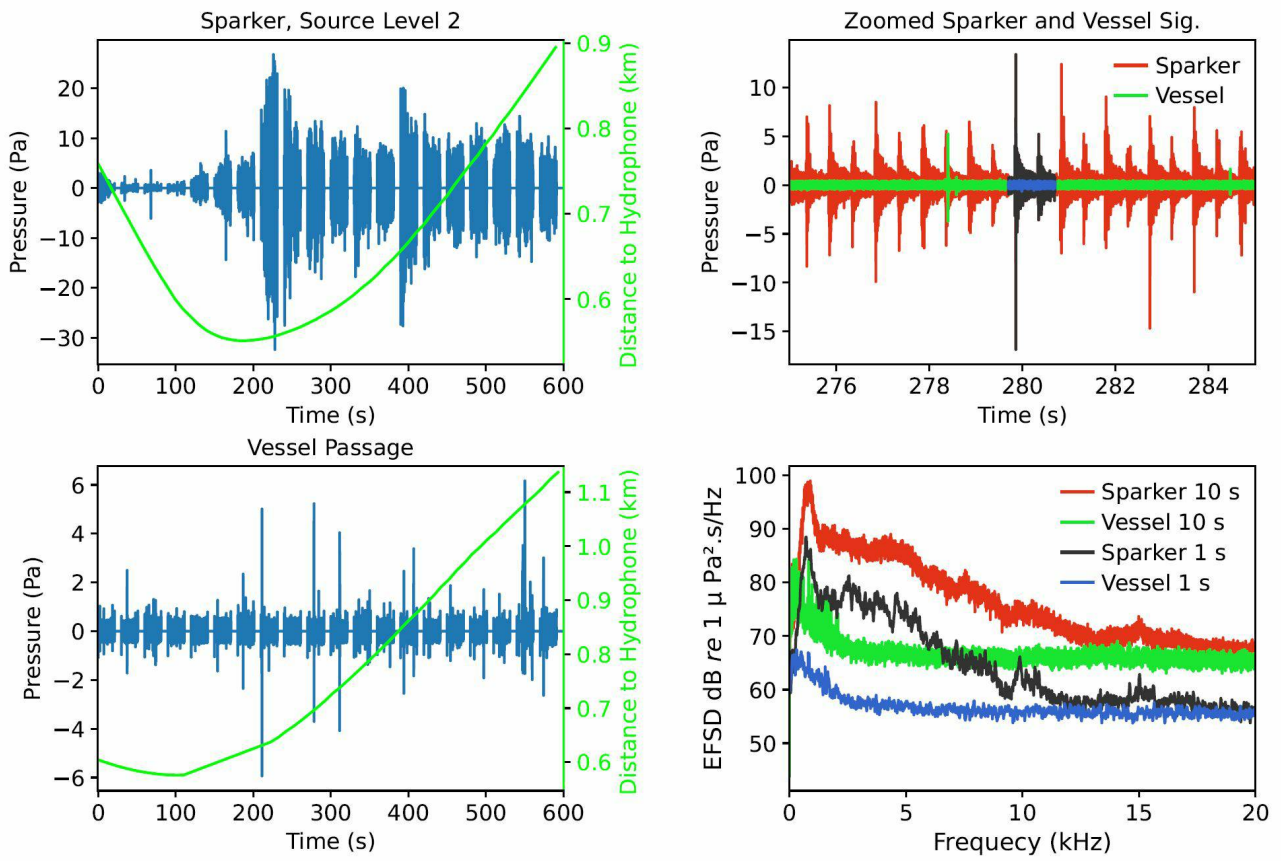 Sparker, Source Level 2
Pressure (Pa)
20
10
0
−10
−20
−30
0 100 200 300 400 500 600
Time (s)
0.9
0.8
0.7
0.6
Distance to Hydrophone (km)
Zoomed Sparker and Vessel Sig.
Pressure (Pa)
10
5
0
−5
−10
−15
276 278 280 282 284
Time (s)
Sparker
Vessel
Vessel Passage
Pressure (Pa)
6
4
2
0
−2
−4
−6
0 100 200 300 400 500 600
Time (s)
1.1
1.0
0.9
0.8
0.7
0.6
Distance to Hydrophone (km)
EFSD dB re 1 μ Pa².s/Hz
100
90
80
70
60
50
0 5 10 15 20
Frequecy (kHz)
Sparker 10 s
Vessel 10 s
Sparker 1 s
Vessel 1 s